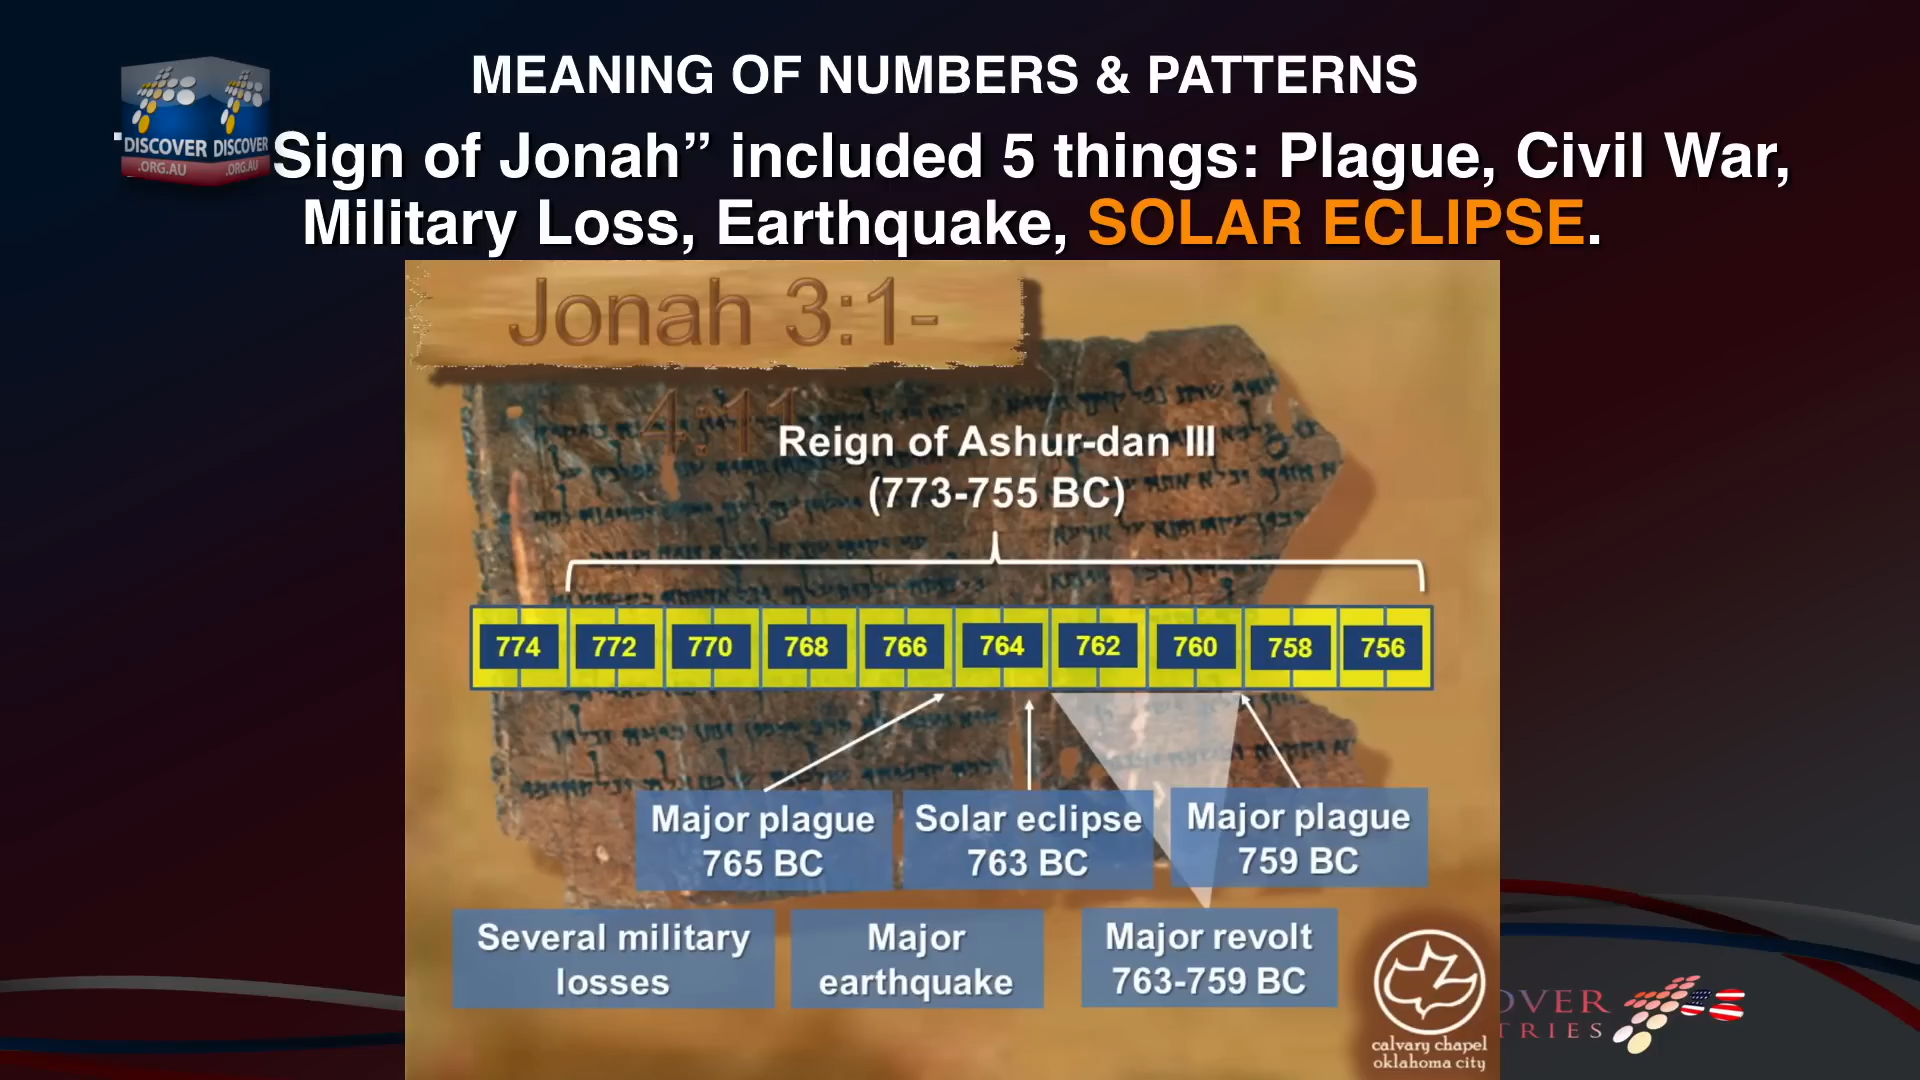 MEANING OF NUMBERS & PATTERNS
Sign of Jonah” included 5 things: Plague, Civil War,
Military Loss, Earthquake, SOLAR ECLIPSE.
DISCOVER DISCOVER
.ORG.AU .ORG.AU
Jonah 3:1-
4:11
Reign of Ashur-dan III
(773-755 BC)
774 772 770 768 766 764 762 760 758 756
Major plague
765 BC
Solar eclipse
763 BC
Major plague
759 BC
Several military
losses
Major
earthquake
Major revolt
763-759 BC
calvary chapel
oklahoma city
OVER
TRIES